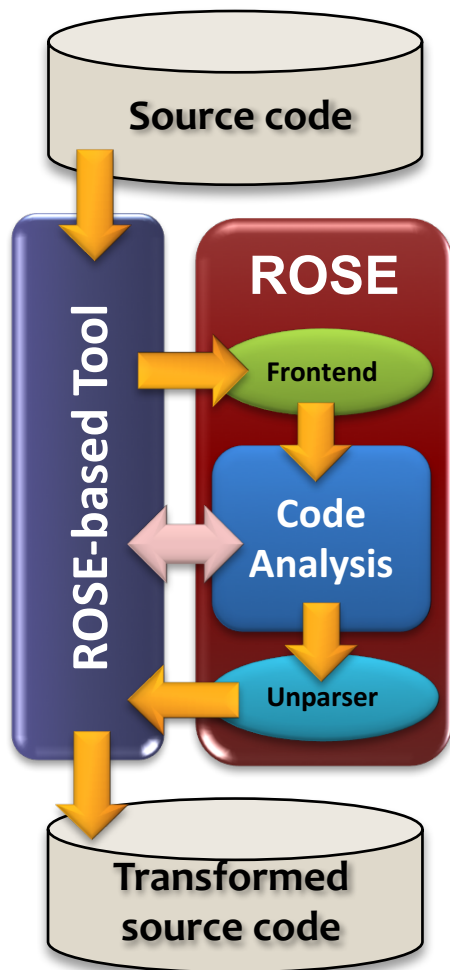 Source code
ROSE-based Tool
ROSE
Frontend
Code
Analysis
Unparser
Transformed
source code